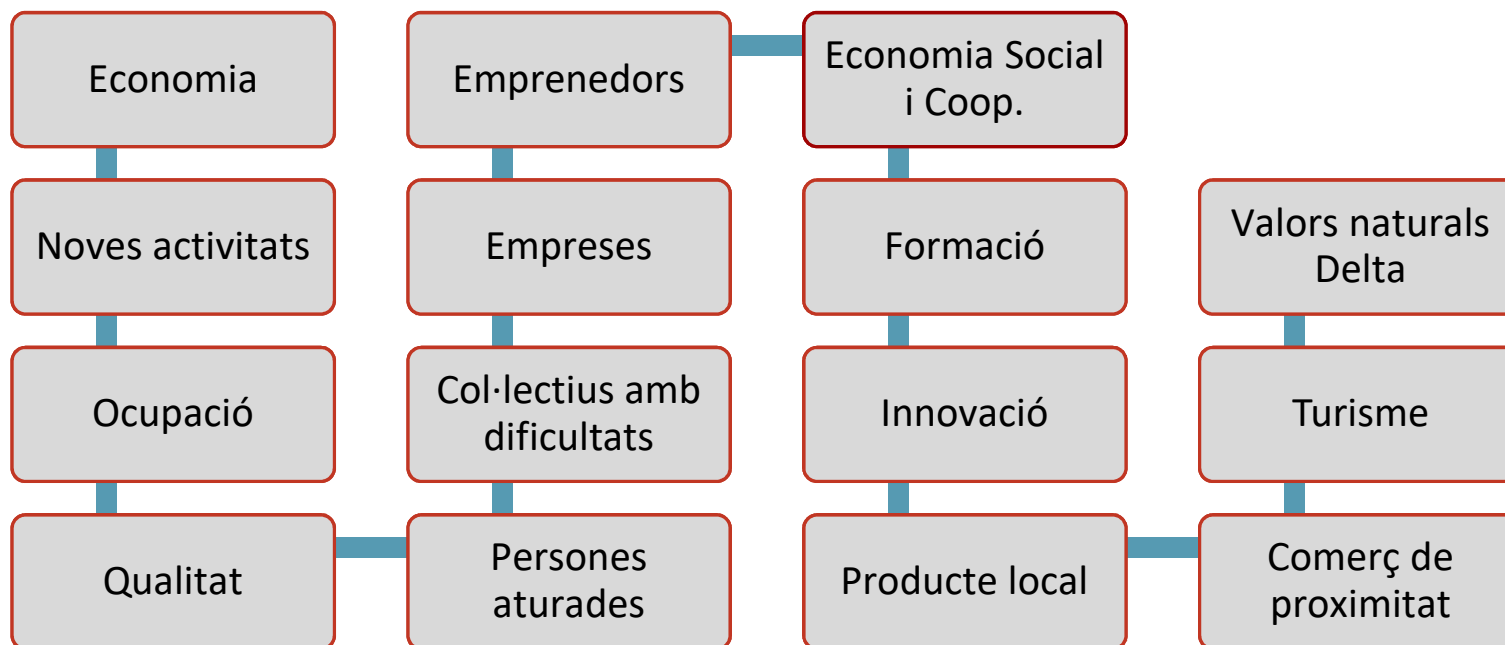 Economia
Noves activitats
Ocupació
Qualitat
Persones
aturades
Col·lectius amb
dificultats
Empreses
Emprenedors
Economia Social
i Coop.
Formació
Innovació
Producte local
Comerç de
proximitat
Turisme
Valors naturals
Delta